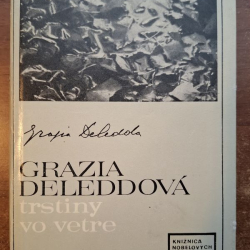 Grazia Deledda
GRAZIA
DELEDDOVÁ
trstiny
vo vetre
KNIŽNICA
NOBELOVÝCH